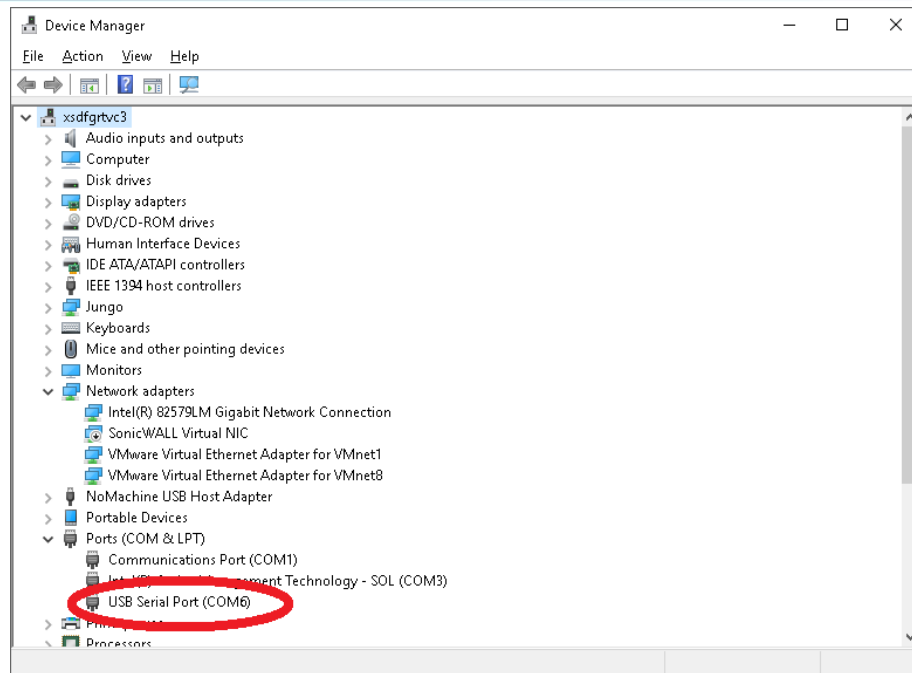 Device Manager
File Action View Help
xsdfgrtvc3
Audio inputs and outputs
Computer
Disk drives
Display adapters
DVD/CD-ROM drives
Human Interface Devices
IDE ATA/ATAPI controllers
IEEE 1394 host controllers
Jungo
Keyboards
Mice and other pointing devices
Monitors
Network adapters
Intel(R) 82579LM Gigabit Network Connection
SonicWALL Virtual NIC
VMware Virtual Ethernet Adapter for VMnet1
VMware Virtual Ethernet Adapter for VMnet8
NoMachine USB Host Adapter
Portable Devices
Ports (COM & LPT)
Communications Port (COM1)
Technology - SOL (COM3)
USB Serial Port (COM6)
Processors